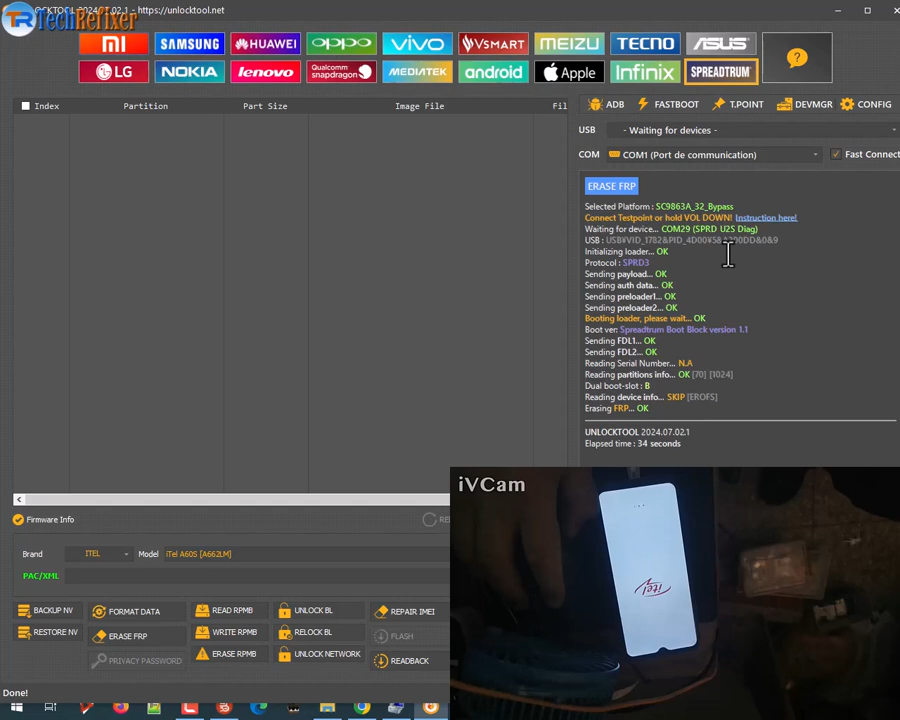 TechRefixer
UNLOCKTOOL 2024.07.02.1 - https://unlocktool.net
MI SAMSUNG HUAWEI oppo vivo VSMART MEIZU TECNO ASUS
LG NOKIA lenovo Qualcomm snapdragon MEDIATEK android Apple Infinix SPREADTRUM ?
Index Partition Part Size Image File Fil
ADB FASTBOOT T.POINT DEVMGR CONFIG
USB - Waiting for devices -
COM COM1 (Port de communication) Fast Connect
ERASE FRP
Selected Platform : SC9863A_32_Bypass
Connect Testpoint or hold VOL DOWN! Instruction here!
Waiting for device... COM29 (SPRD U2S Diag)
USB : USB¥VID_1782&PID_4D00¥5& 200DD&0&9
Initializing loader... OK
Protocol : SPRD3
Sending payload... OK
Sending auth data... OK
Sending preloader1... OK
Sending preloader2... OK
Booting loader, please wait... OK
Boot ver: Spreadtrum Boot Block version 1.1
Sending FDL1... OK
Sending FDL2... OK
Reading Serial Number... N.A
Reading partitions info... OK [70] [1024]
Dual boot-slot : B
Reading device info... SKIP [EROFS]
Erasing FRP... OK
UNLOCKTOOL 2024.07.02.1
Elapsed time : 34 seconds
iVCam
itel
Firmware Info
Brand ITEL Model iTel A60S [A662LM]
PAC/XML
BACKUP NV FORMAT DATA READ RPMB UNLOCK BL REPAIR IMEI
RESTORE NV ERASE FRP WRITE RPMB RELOCK BL FLASH
PRIVACY PASSWORD ERASE RPMB UNLOCK NETWORK READBACK
Done!